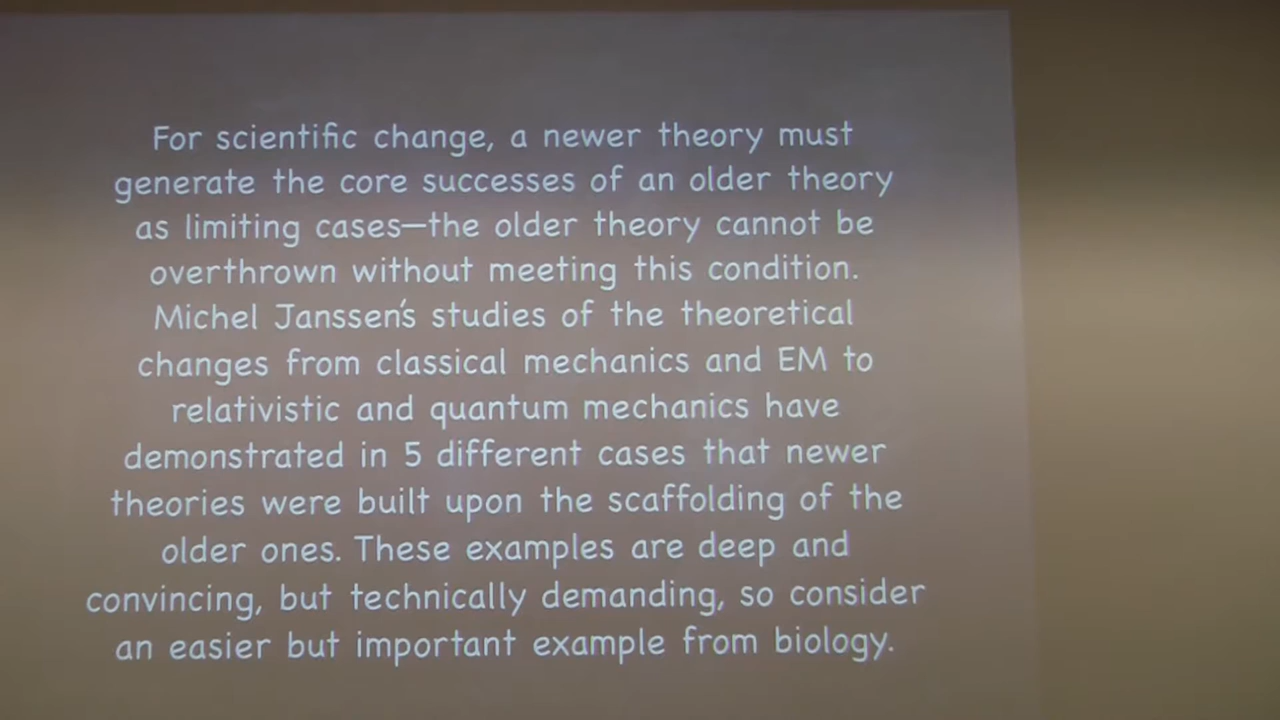 For scientific change, a newer theory must
generate the core successes of an older theory
as limiting cases—the older theory cannot be
overthrown without meeting this condition.
Michel Janssen's studies of the theoretical
changes from classical mechanics and EM to
relativistic and quantum mechanics have
demonstrated in 5 different cases that newer
theories were built upon the scaffolding of the
older ones. These examples are deep and
convincing, but technically demanding, so consider
an easier but important example from biology.